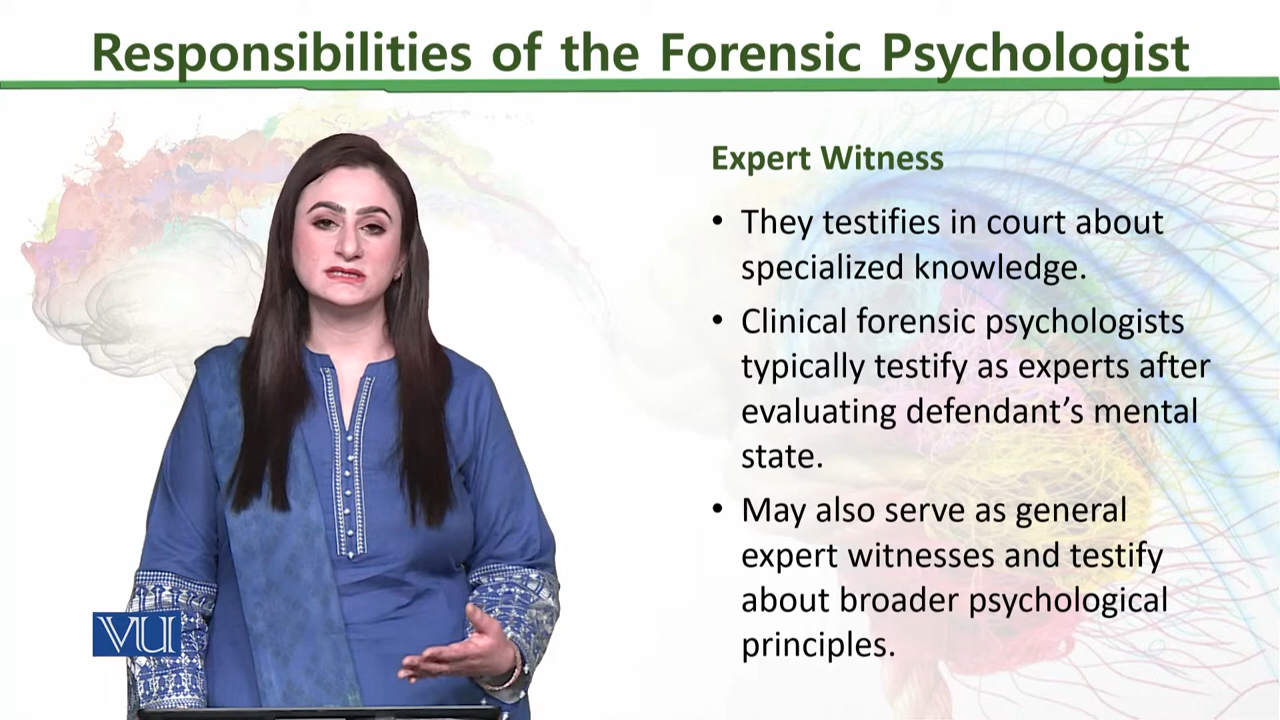 Responsibilities of the Forensic Psychologist
Expert Witness
• They testifies in court about
specialized knowledge.
• Clinical forensic psychologists
typically testify as experts after
evaluating defendant’s mental
state.
• May also serve as general
expert witnesses and testify
about broader psychological
principles.
VU